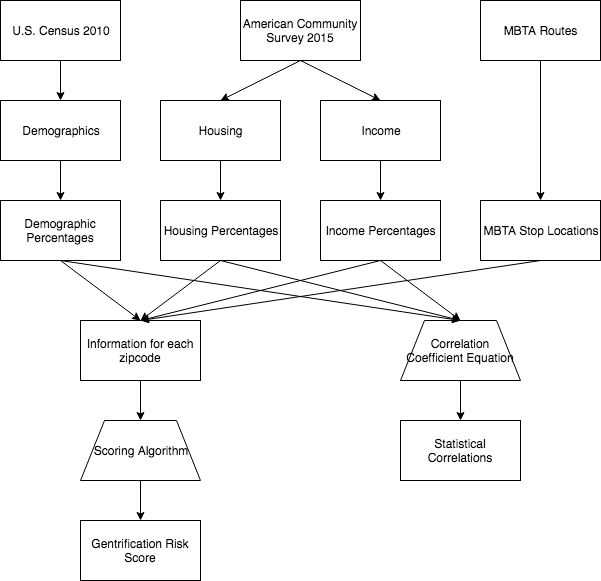 U.S. Census 2010
American Community
Survey 2015
MBTA Routes
Demographics
Housing
Income
Demographic
Percentages
Housing Percentages
Income Percentages
MBTA Stop Locations
Information for each
zipcode
Correlation
Coefficient Equation
Scoring Algorithm
Statistical
Correlations
Gentrification Risk
Score